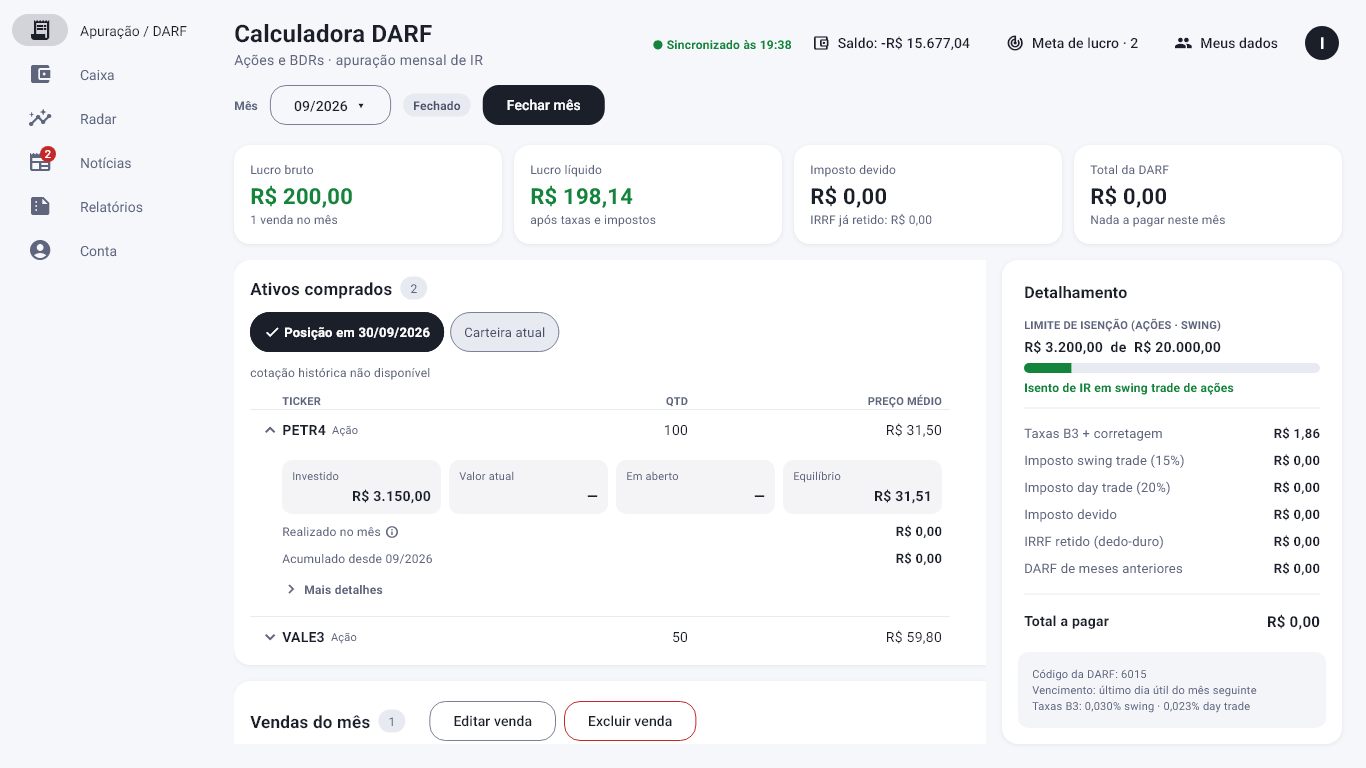 Apuração / DARF
Caixa
Radar
2
Notícias
Relatórios
Conta
Calculadora DARF
Ações e BDRs · apuração mensal de IR
Sincronizado às 19:38
Saldo: -R$ 15.677,04
Meta de lucro · 2
Meus dados
I
Mês
09/2026
Fechado
Fechar mês
Lucro bruto
R$ 200,00
1 venda no mês
Lucro líquido
R$ 198,14
após taxas e impostos
Imposto devido
R$ 0,00
IRRF já retido: R$ 0,00
Total da DARF
R$ 0,00
Nada a pagar neste mês
Ativos comprados 2
Posição em 30/09/2026
Carteira atual
cotação histórica não disponível
TICKER QTD PREÇO MÉDIO
PETR4 Ação 100 R$ 31,50
Investido
R$ 3.150,00
Valor atual
–
Em aberto
–
Equilíbrio
R$ 31,51
Realizado no mês R$ 0,00
Acumulado desde 09/2026 R$ 0,00
Mais detalhes
VALE3 Ação 50 R$ 59,80
Vendas do mês 1
Editar venda
Excluir venda
Detalhamento
LIMITE DE ISENÇÃO (AÇÕES · SWING)
R$ 3.200,00 de R$ 20.000,00
Isento de IR em swing trade de ações
Taxas B3 + corretagem R$ 1,86
Imposto swing trade (15%) R$ 0,00
Imposto day trade (20%) R$ 0,00
Imposto devido R$ 0,00
IRRF retido (dedo-duro) R$ 0,00
DARF de meses anteriores R$ 0,00
Total a pagar R$ 0,00
Código da DARF: 6015
Vencimento: último dia útil do mês seguinte
Taxas B3: 0,030% swing · 0,023% day trade